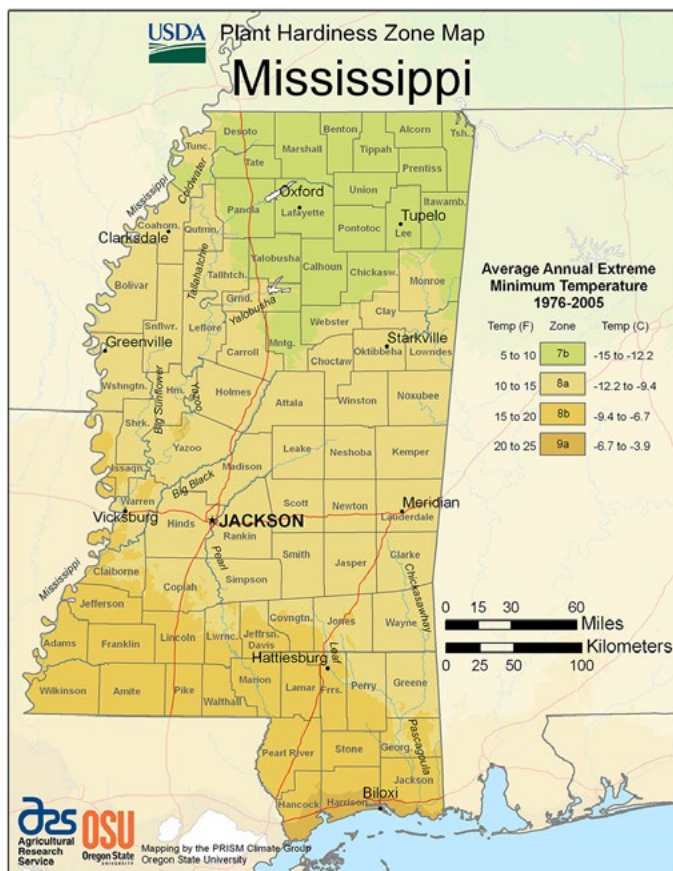 USDA Plant Hardiness Zone Map
Mississippi
Desoto
Benton
Alcorn
Tsh.
Tunc.
Marshall
Tippah
Tate
Prentiss
Coldwater
Mississippi
Union
Oxford
Itawamb.
Panola
Lafayette
Tupelo
Pontotoc
Lee
Coahom.
Qutmn.
Clarksdale
Yalobusha
Calhoun
Chickasw.
Monroe
Tallahatchie
Tallhtch.
Bolivar
Grnd.
Yalobusha
Clay
Webster
Snflwr.
Leflore
Starkville
Greenville
Mntg.
Oktibbeha
Lowndes
Carroll
Choctaw
Wshngtn.
Hm.
Holmes
Yazoo
Big Sunflower
Attala
Winston
Noxubee
Shrk.
Yazoo
Leake
Neshoba
Kemper
Madison
Issaqn.
Big Black
Warren
Scott
Newton
Meridian
Vicksburg
Hinds
JACKSON
Lauderdale
Rankin
Smith
Jasper
Clarke
Pearl
Mississippi
Claiborne
Simpson
Copiah
Chickasawhay
Jefferson
Covngtn.
Jones
Wayne
Adams
Franklin
Lincoln
Lwrnc.
Jeffrsn.
Davis
Hattiesburg
Leaf
Marion
Wilkinson
Amite
Pike
Walthall
Lamar
Frrs.
Perry
Greene
Pascagoula
Pearl River
Stone
Georg.
Jackson
Biloxi
Hancock
Harrison
Average Annual Extreme
Minimum Temperature
1976-2005
Temp (F) Zone Temp (C)
5 to 10 7b -15 to -12.2
10 to 15 8a -12.2 to -9.4
15 to 20 8b -9.4 to -6.7
20 to 25 9a -6.7 to -3.9
0 15 30 60
Miles
Kilometers
0 25 50 100
ars
Agricultural
Research
Service
OSU
Oregon State
UNIVERSITY
Mapping by the PRISM Climate Group
Oregon State University